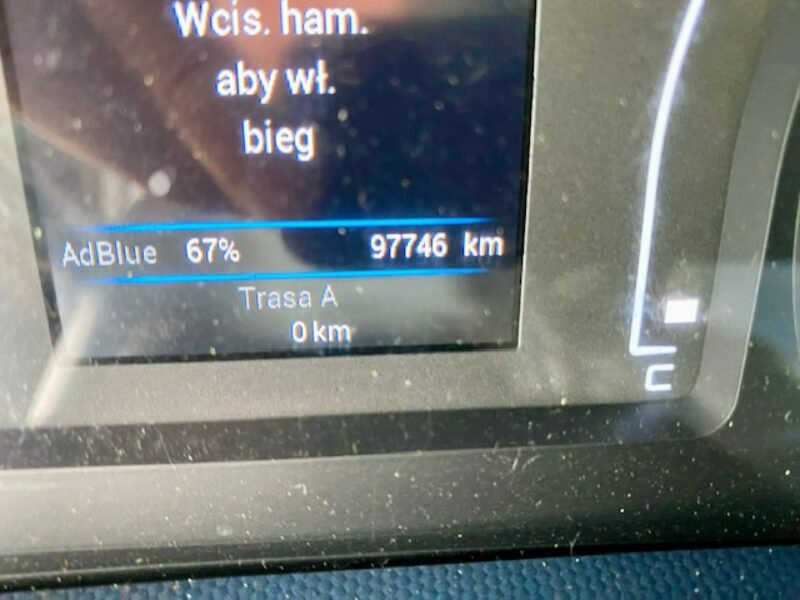 Wcis. ham.
aby wł.
bieg
AdBlue 67% 97746 km
Trasa A
0 km
C